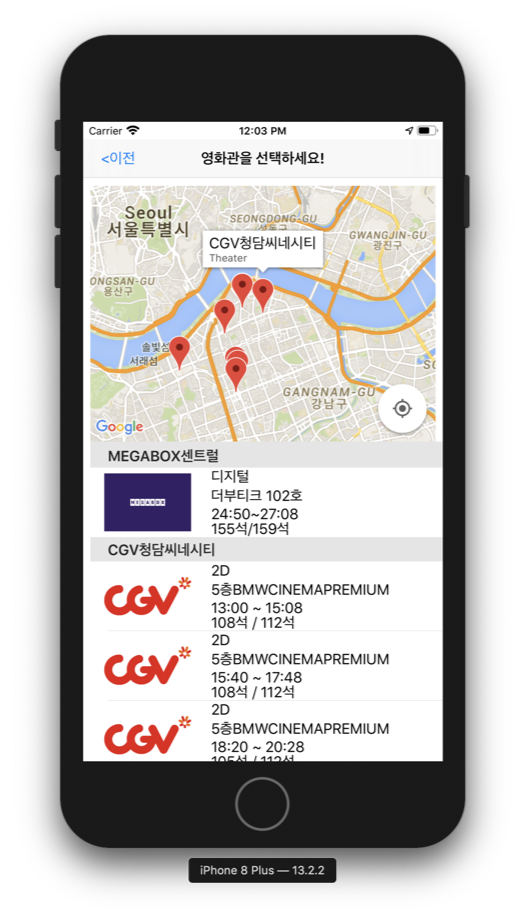 Carrier
12:03 PM
<이전
영화관을 선택하세요!
Seoul
서울특별시
SEONGDONG-GU
CGV청담씨네시티
Theater
GWANGJIN-GU
광진구
ONGSAN-GU
용산구
솔빛섬
서래섬
GANGNAM-GU
강남구
Google
MEGABOX센트럴
MEGABOX
디지털
더부티크 102호
24:50~27:08
155석/159석
CGV청담씨네시티
CGV
2D
5층BMWCINEMAPREMIUM
13:00 ~ 15:08
108석 / 112석
CGV
2D
5층BMWCINEMAPREMIUM
15:40 ~ 17:48
108석 / 112석
CGV
2D
5층BMWCINEMAPREMIUM
18:20 ~ 20:28
105석 / 112석
iPhone 8 Plus — 13.2.2